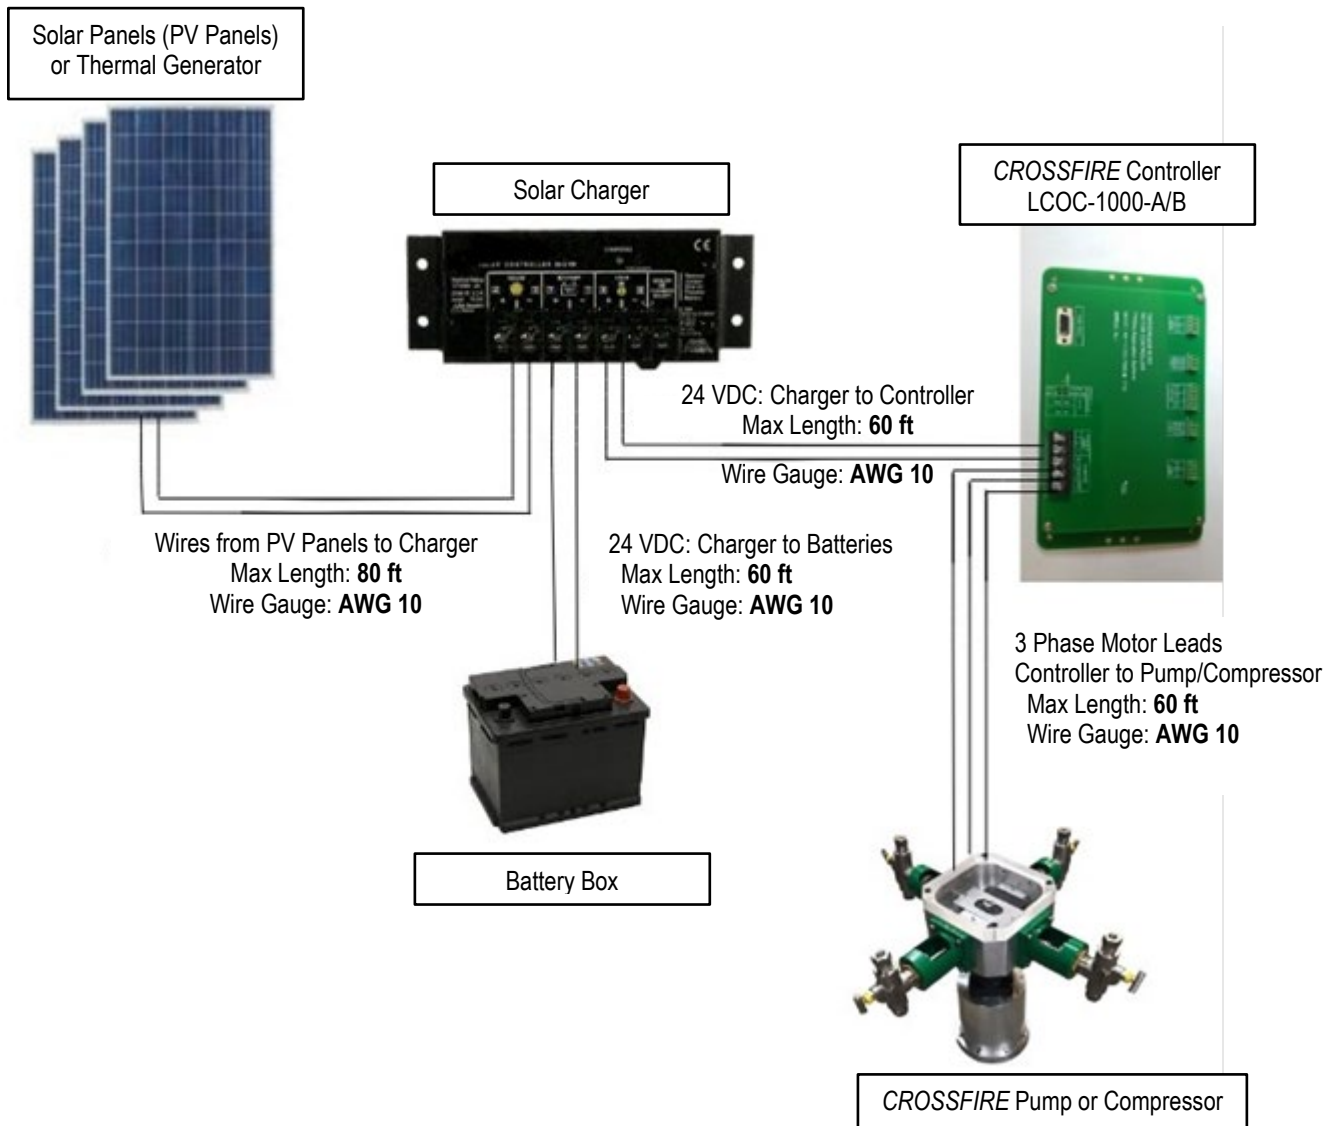 Solar Panels (PV Panels)
or Thermal Generator
Solar Charger
CROSSFIRE Controller
LCOC-1000-A/B
24 VDC: Charger to Controller
Max Length: 60 ft
Wire Gauge: AWG 10
Wires from PV Panels to Charger
Max Length: 80 ft
Wire Gauge: AWG 10
24 VDC: Charger to Batteries
Max Length: 60 ft
Wire Gauge: AWG 10
3 Phase Motor Leads
Controller to Pump/Compressor
Max Length: 60 ft
Wire Gauge: AWG 10
Battery Box
CROSSFIRE Pump or Compressor